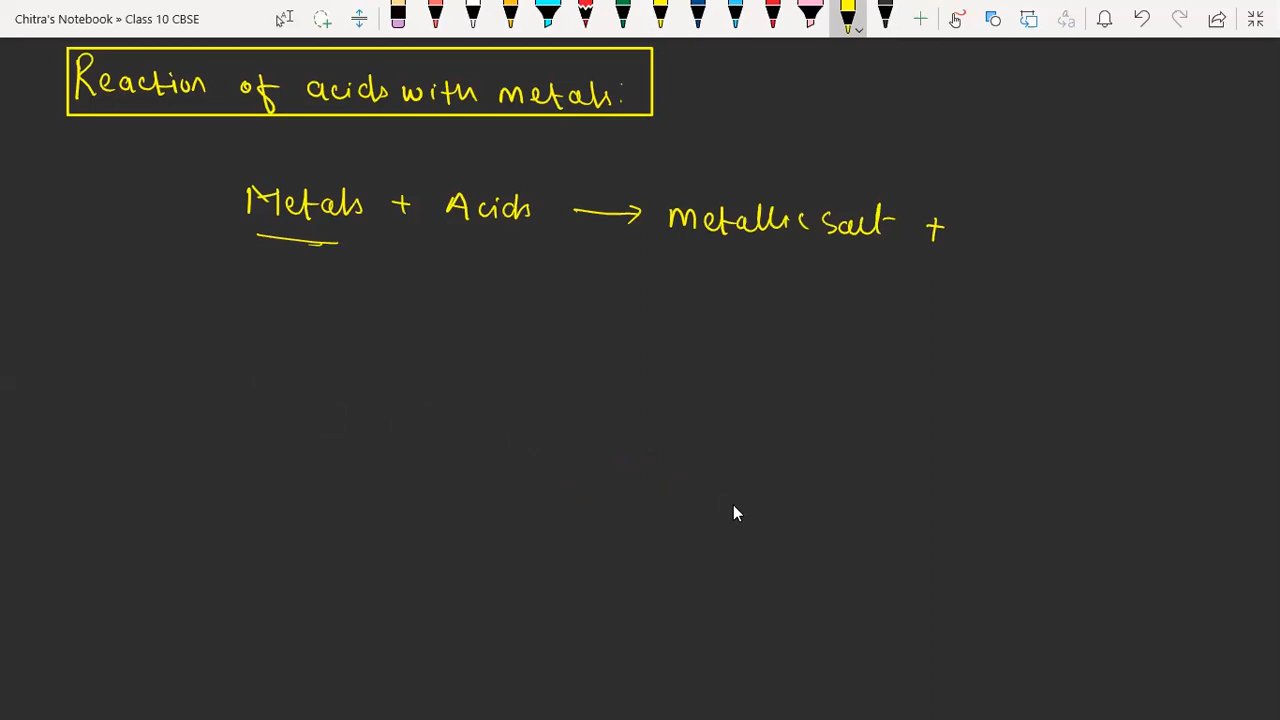 Chitra's Notebook » Class 10 CBSE
Reaction of acids with metals:
Metals + Acids → Metallic salt +